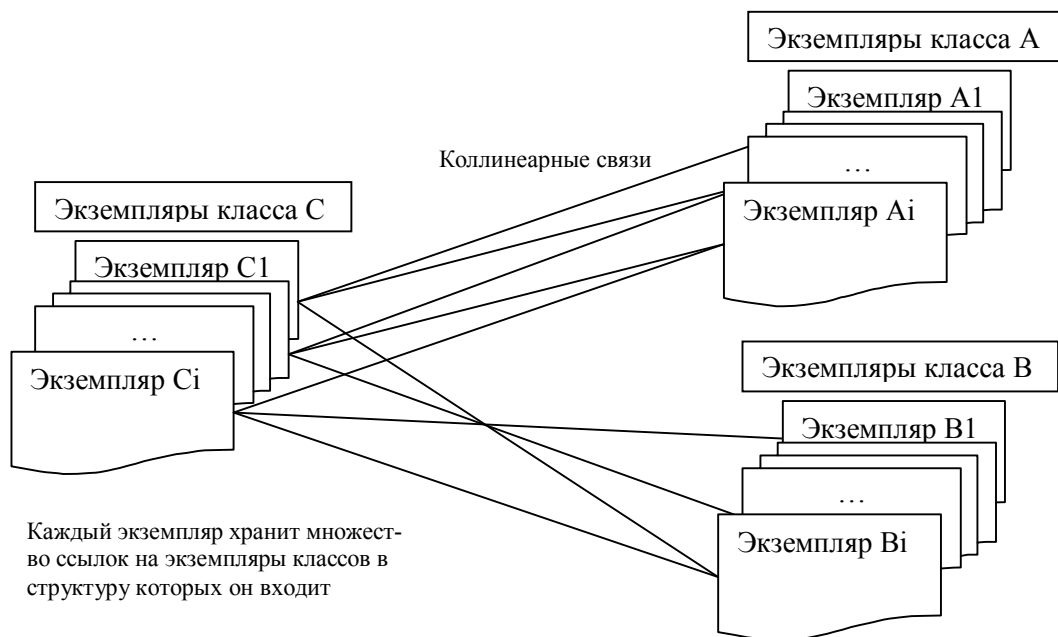 Экземпляры класса А
Экземпляр А1
…
Экземпляр Аi
Коллинеарные связи
Экземпляры класса С
Экземпляр С1
…
Экземпляр Сi
Экземпляры класса В
Экземпляр В1
…
Экземпляр Вi
Каждый экземпляр хранит множест-
во ссылок на экземпляры классов в
структуру которых он входит